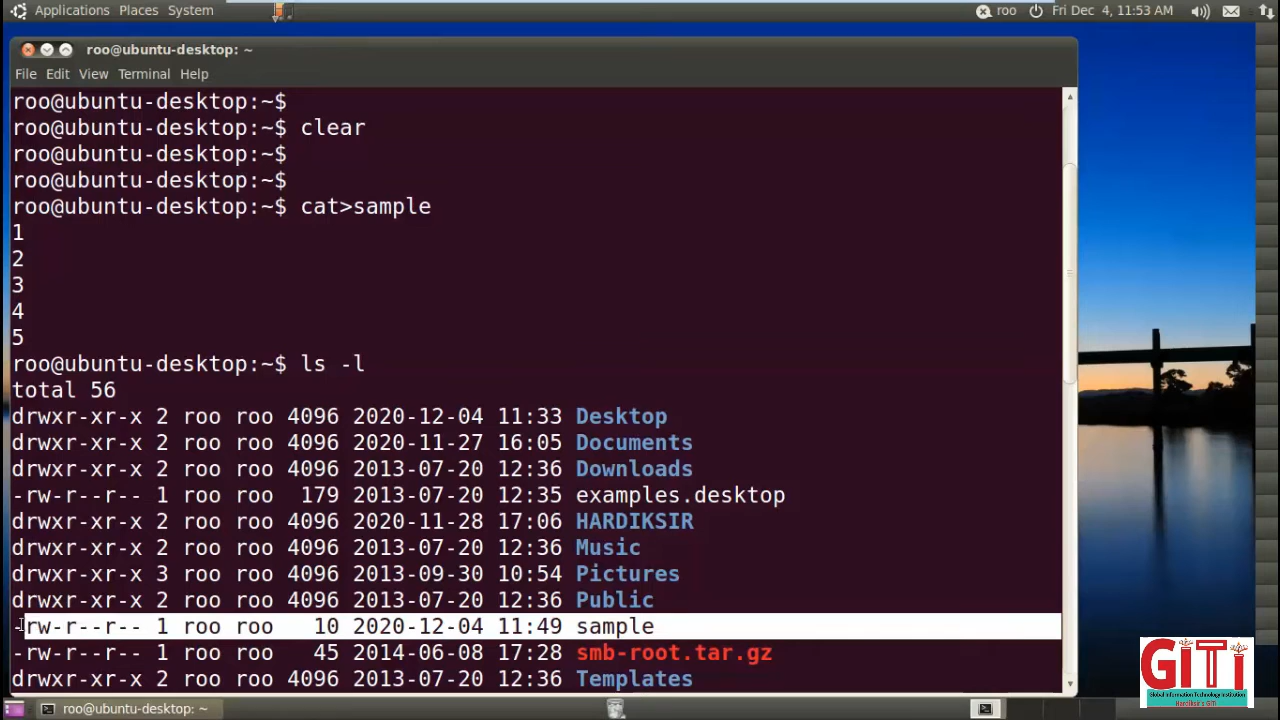 Applications Places System roo Fri Dec 4, 11:53 AM
roo@ubuntu-desktop: ~
File Edit View Terminal Help
roo@ubuntu-desktop:~$
roo@ubuntu-desktop:~$ clear
roo@ubuntu-desktop:~$
roo@ubuntu-desktop:~$
roo@ubuntu-desktop:~$ cat>sample
1
2
3
4
5
roo@ubuntu-desktop:~$ ls -l
total 56
drwxr-xr-x 2 roo roo 4096 2020-12-04 11:33 Desktop
drwxr-xr-x 2 roo roo 4096 2020-11-27 16:05 Documents
drwxr-xr-x 2 roo roo 4096 2013-07-20 12:36 Downloads
-rw-r--r-- 1 roo roo 179 2013-07-20 12:35 examples.desktop
drwxr-xr-x 2 roo roo 4096 2020-11-28 17:06 HARDIKSIR
drwxr-xr-x 2 roo roo 4096 2013-07-20 12:36 Music
drwxr-xr-x 3 roo roo 4096 2013-09-30 10:54 Pictures
drwxr-xr-x 2 roo roo 4096 2013-07-20 12:36 Public
-rw-r--r-- 1 roo roo 10 2020-12-04 11:49 sample
-rw-r--r-- 1 roo roo 45 2014-06-08 17:28 smb-root.tar.gz
drwxr-xr-x 2 roo roo 4096 2013-07-20 12:36 Templates
GiTi
Global Information Technology Institution
Hardiksir's GiTi
roo@ubuntu-desktop: ~